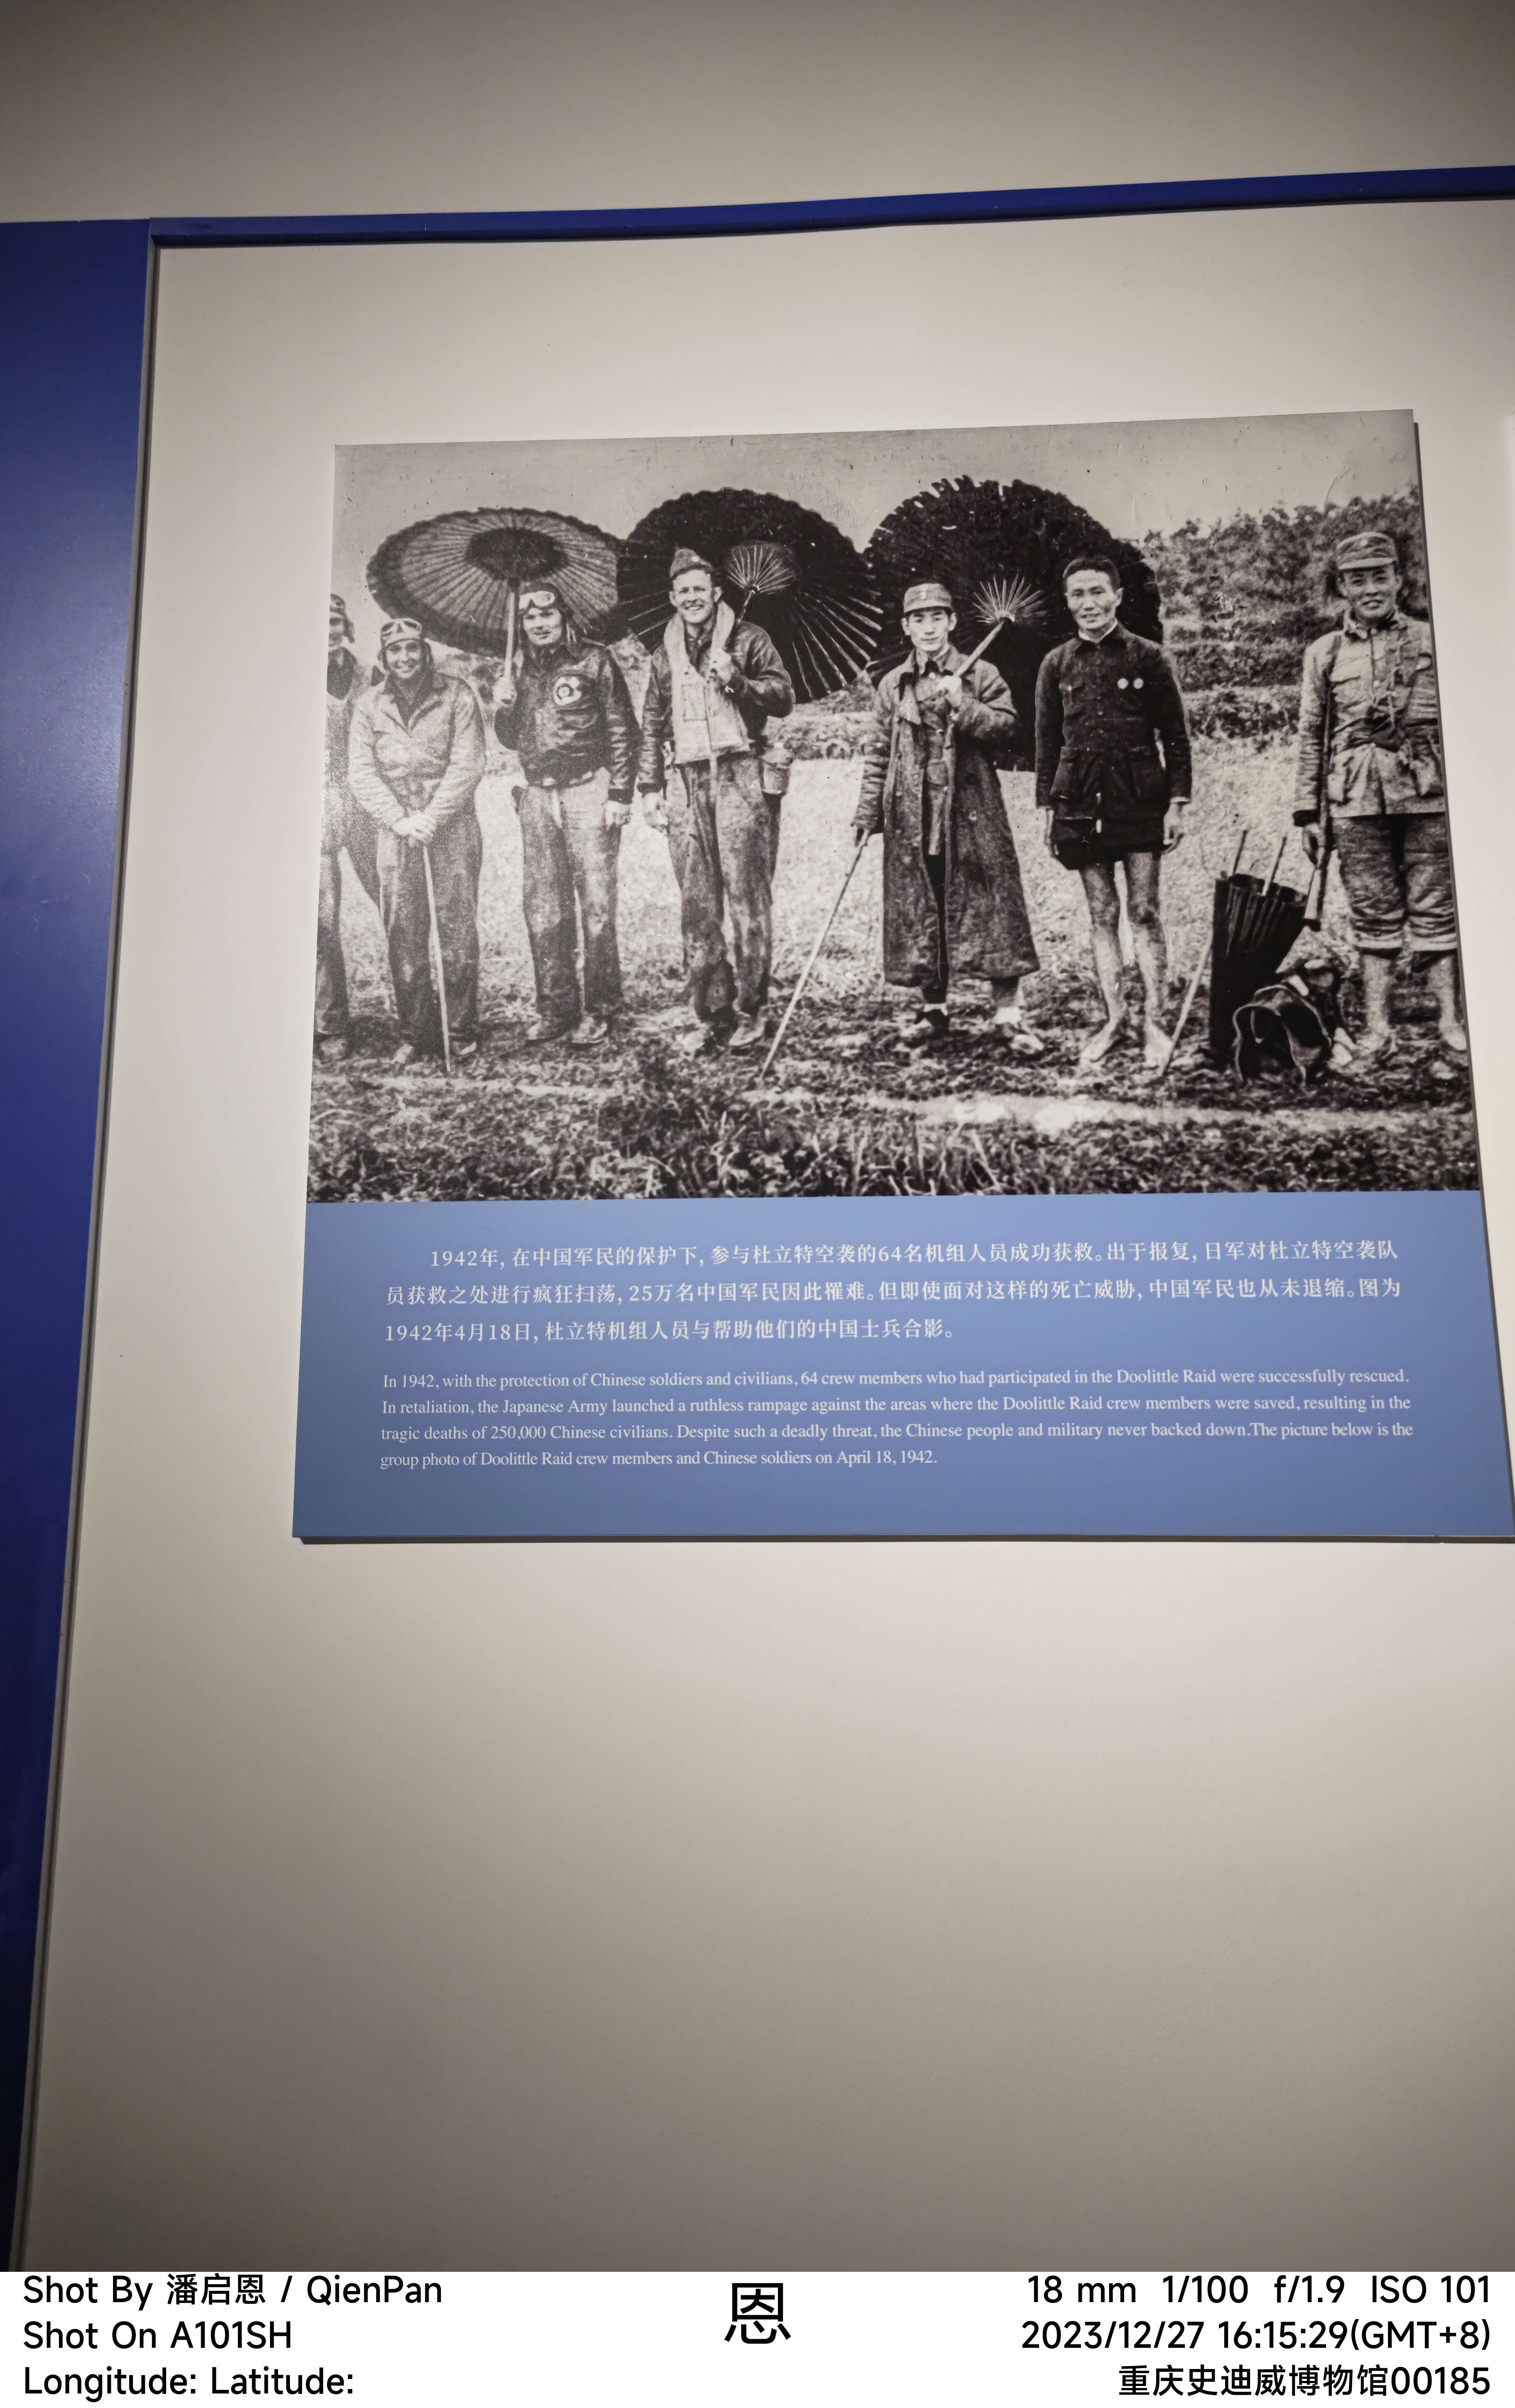 1942年，在中国军民的保护下，参与杜立特空袭的64名机组人员成功获救。出于报复，日军对杜立特空袭队
员获救之处进行疯狂扫荡，25万名中国军民因此罹难。但即使面对这样的死亡威胁，中国军民也从未退缩。图为
1942年4月18日，杜立特机组人员与帮助他们的中国士兵合影。
In 1942, with the protection of Chinese soldiers and civilians, 64 crew members who had participated in the Doolittle Raid were successfully rescued.
In retaliation, the Japanese Army launched a ruthless rampage against the areas where the Doolittle Raid crew members were saved, resulting in the
tragic deaths of 250,000 Chinese civilians. Despite such a deadly threat, the Chinese people and military never backed down.The picture below is the
group photo of Doolittle Raid crew members and Chinese soldiers on April 18, 1942.
Shot By 潘启恩 / QienPan
Shot On A101SH
Longitude: Latitude:
恩
18 mm 1/100 f/1.9 ISO 101
2023/12/27 16:15:29(GMT+8)
重庆史迪威博物馆00185